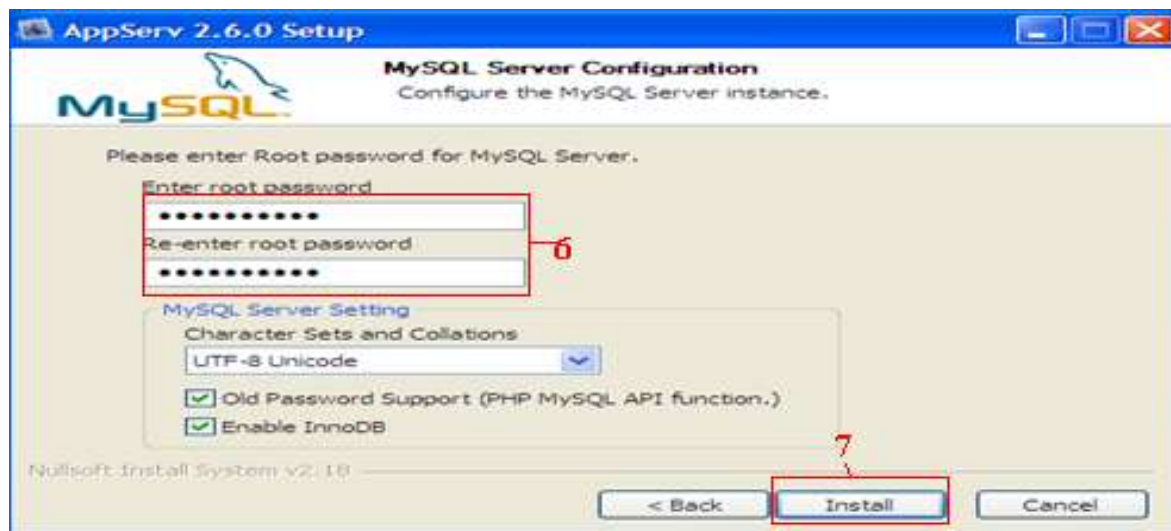 AppServ 2.6.0 Setup
MySQL
MySQL Server Configuration
Configure the MySQL Server instance.
Please enter Root password for MySQL Server.
Enter root password
••••••••••
Re-enter root password
••••••••••
6
MySQL Server Setting
Character Sets and Collations
UTF-8 Unicode
Old Password Support (PHP MySQL API function.)
Enable InnoDB
7
Nullsoft Install System v2.18
< Back
Install
Cancel